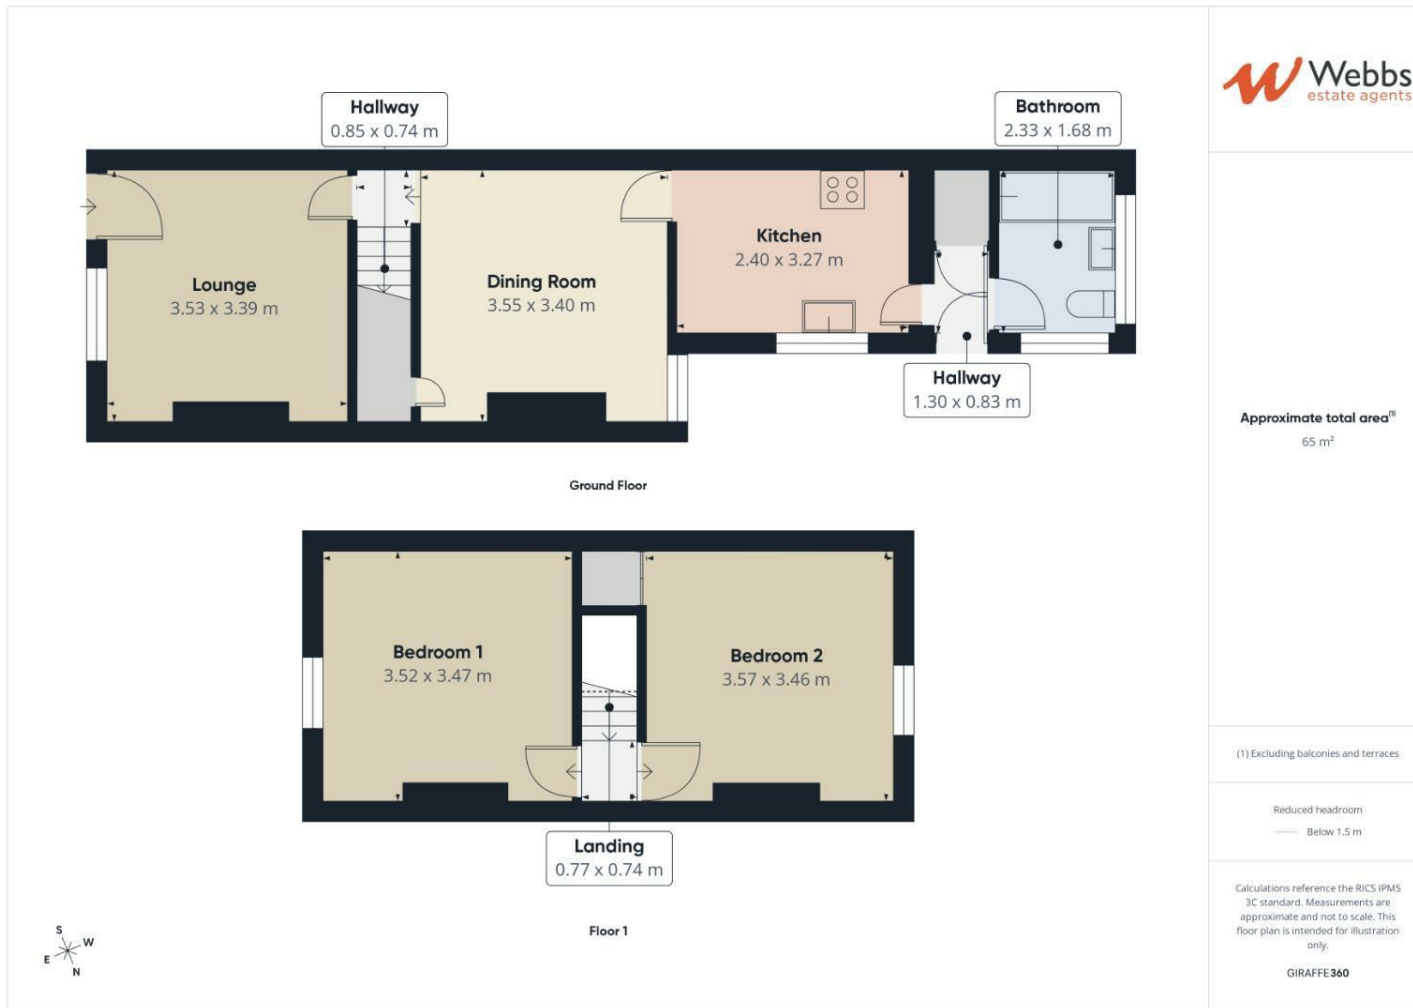 Webbs
estate agents
Hallway
0.85 x 0.74 m
Bathroom
2.33 x 1.68 m
Lounge
3.53 x 3.39 m
Dining Room
3.55 x 3.40 m
Kitchen
2.40 x 3.27 m
Hallway
1.30 x 0.83 m
Ground Floor
Bedroom 1
3.52 x 3.47 m
Bedroom 2
3.57 x 3.46 m
Landing
0.77 x 0.74 m
Floor 1
S
W
E
N
Approximate total area(1)
65 m²
(1) Excluding balconies and terraces
Reduced headroom
Below 1.5 m
Calculations reference the RICS IPMS
3C standard. Measurements are
approximate and not to scale. This
floor plan is intended for illustration
only.
GIRAFFE360